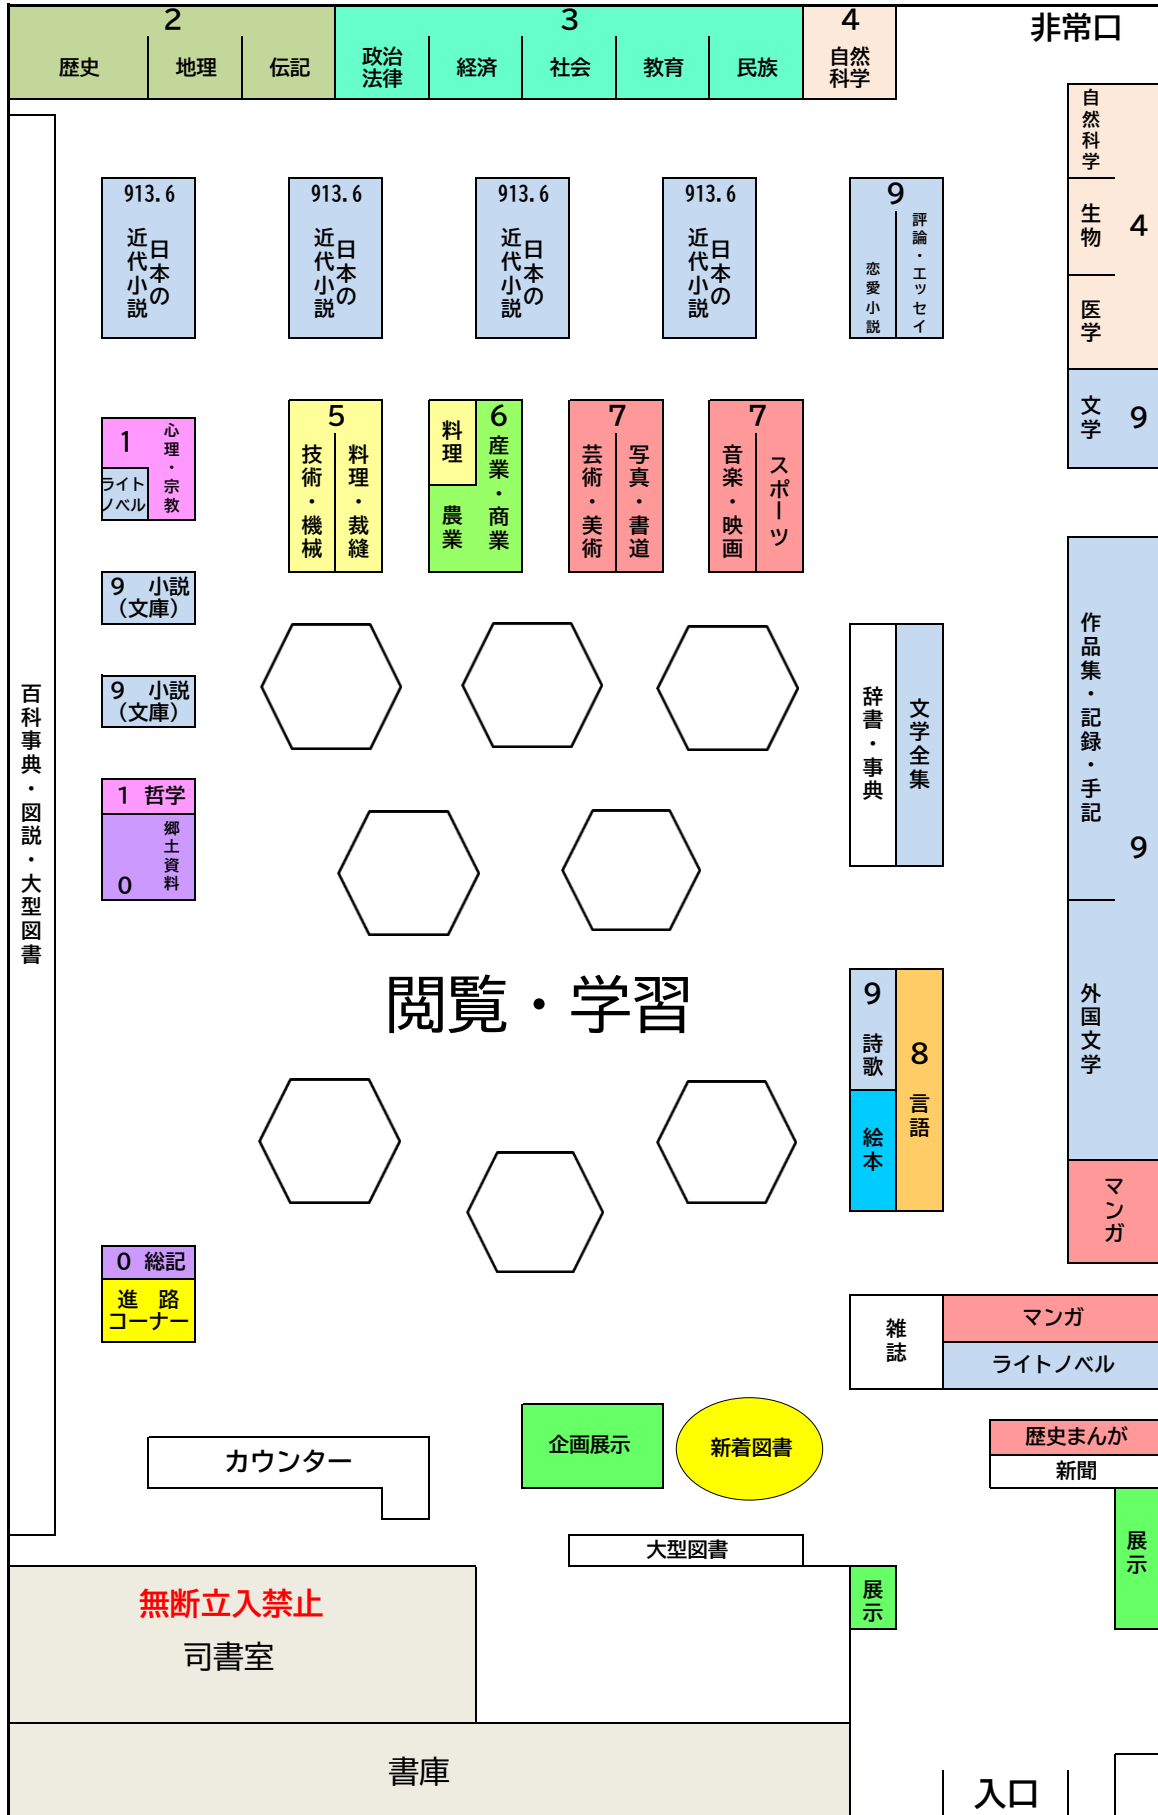 2
3
4
非常口
歴史
地理
伝記
政治
法律
経済
社会
教育
民族
自然
科学
自然科学
生物
医学
4
文学
9
913.6
日本の
近代小説
913.6
日本の
近代小説
913.6
日本の
近代小説
913.6
日本の
近代小説
9
評論・エッセイ
恋愛小説
1
心理・宗教
ライト
ノベル
5
技術・機械
料理・裁縫
料理
農業
6
産業・商業
7
芸術・美術
写真・書道
7
音楽・映画
スポーツ
9 小説
(文庫)
9 小説
(文庫)
1 哲学
郷土資料
0
百科事典・図説・大型図書
辞書・事典
文学全集
作品集・記録・手記
9
外国文学
マンガ
閲覧・学習
9
詩歌
絵本
8
言語
0 総記
進 路
コーナー
雑誌
マンガ
ライトノベル
カウンター
企画展示
新着図書
歴史まんが
新聞
展示
大型図書
展示
無断立入禁止
司書室
書庫
入口